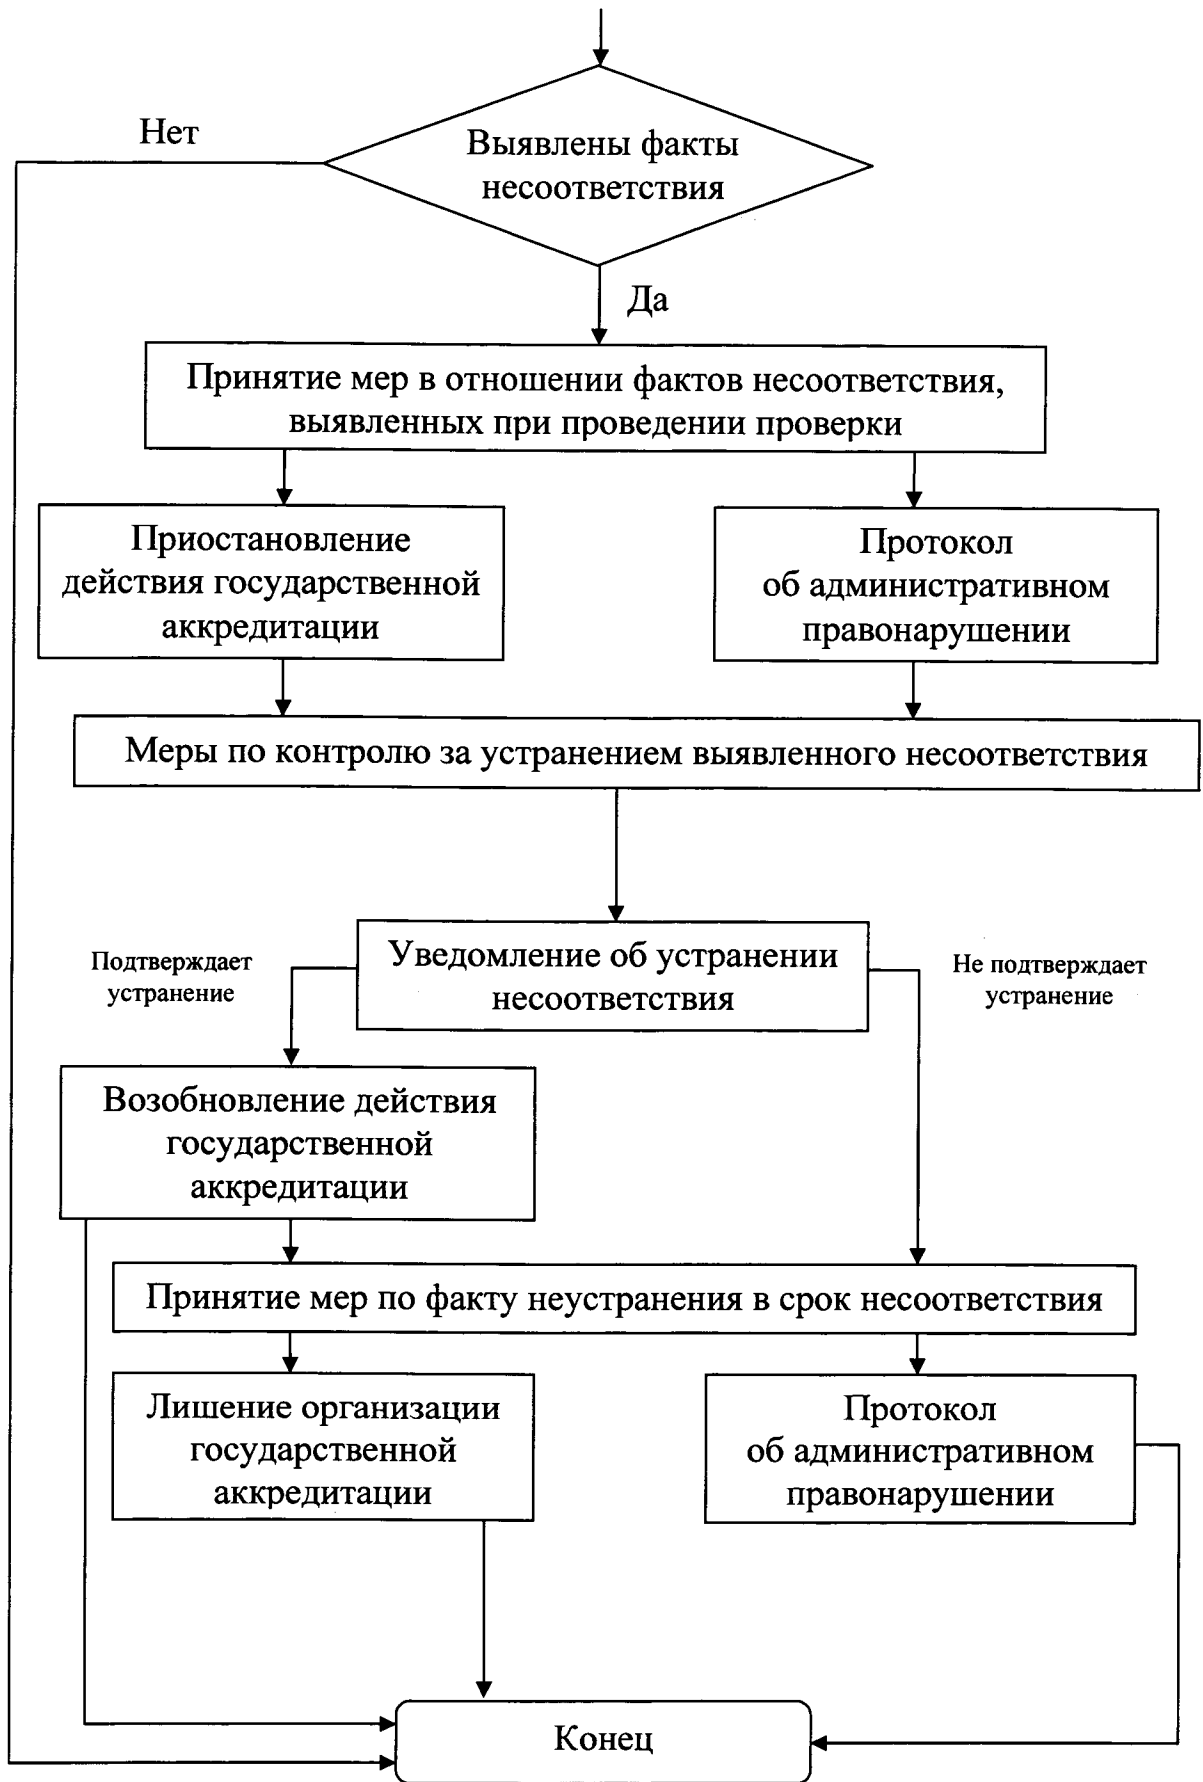 Нет
Выявлены факты
несоответствия
Да
Принятие мер в отношении фактов несоответствия,
выявленных при проведении проверки
Приостановление
действия государственной
аккредитации
Протокол
об административном
правонарушении
Меры по контролю за устранением выявленного несоответствия
Подтверждает
устранение
Уведомление об устранении
несоответствия
Не подтверждает
устранение
Возобновление действия
государственной
аккредитации
Принятие мер по факту неустранения в срок несоответствия
Лишение организации
государственной
аккредитации
Протокол
об административном
правонарушении
Конец